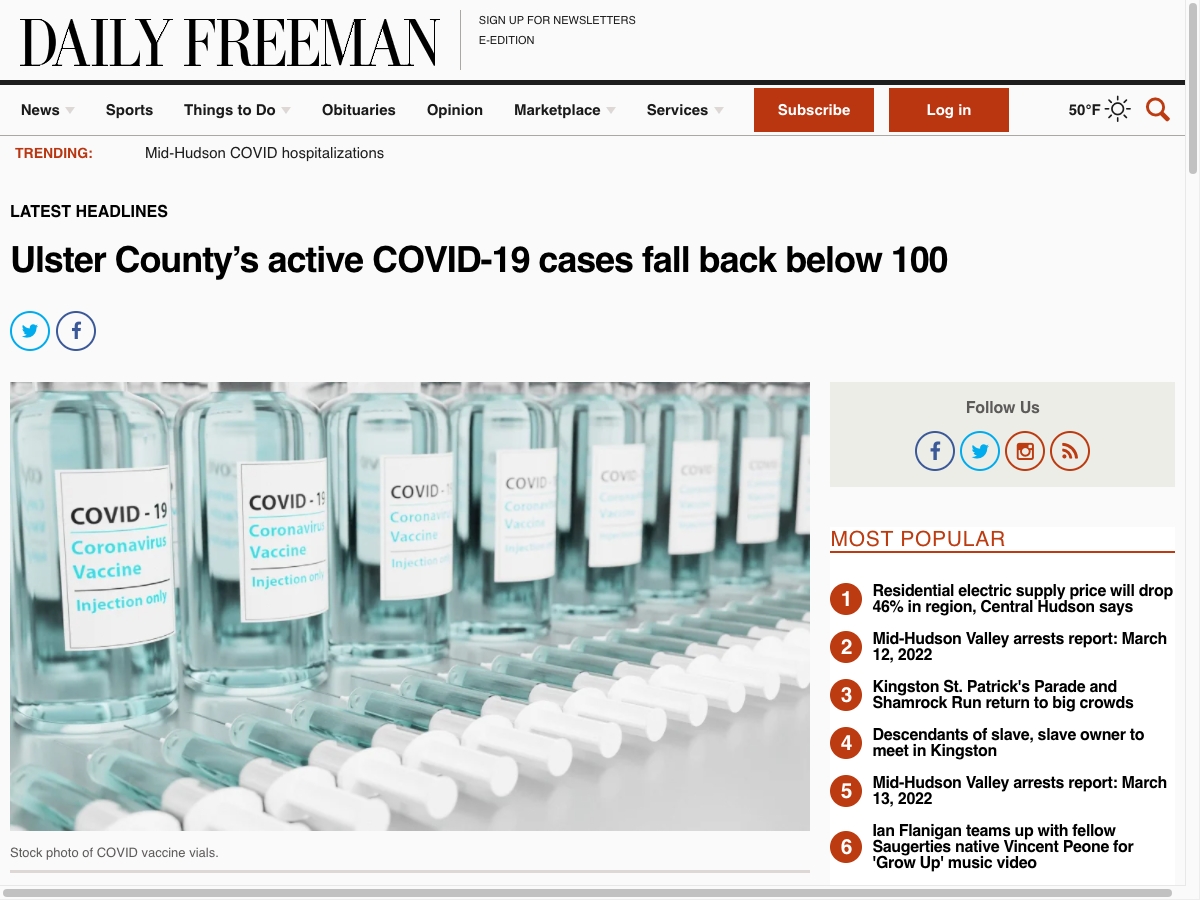 DAILY FREEMAN
SIGN UP FOR NEWSLETTERS
E-EDITION
News
Sports
Things to Do
Obituaries
Opinion
Marketplace
Services
Subscribe
Log in
50°F
TRENDING:
Mid-Hudson COVID hospitalizations
LATEST HEADLINES
Ulster County’s active COVID-19 cases fall back below 100
COVID - 19
Coronavirus
Vaccine
Injection only
COVID - 19
Coronavirus
Vaccine
Injection only
COVID -
Coronavirus
Vaccine
Injection only
COVID
Coronavirus
Vaccine
COVID
Stock photo of COVID vaccine vials.
Follow Us
MOST POPULAR
1
Residential electric supply price will drop
46% in region, Central Hudson says
2
Mid-Hudson Valley arrests report: March
12, 2022
3
Kingston St. Patrick's Parade and
Shamrock Run return to big crowds
4
Descendants of slave, slave owner to
meet in Kingston
5
Mid-Hudson Valley arrests report: March
13, 2022
6
Ian Flanigan teams up with fellow
Saugerties native Vincent Peone for
'Grow Up' music video